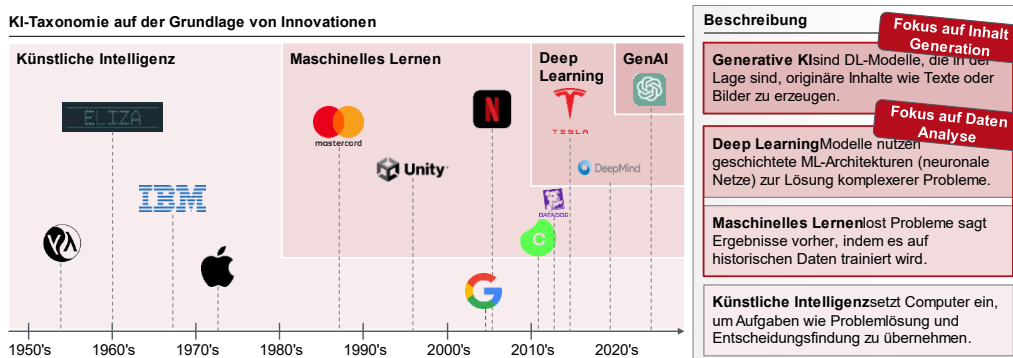 KI-Taxonomie auf der Grundlage von Innovationen
Künstliche Intelligenz
Maschinelles Lernen
Deep
Learning
GenAI
ELIZA
mastercard
N
TESLA
Unity
DeepMind
IBM
DATADOG
C
G
1950's
1960's
1970's
1980's
1990's
2000's
2010's
2020's
Beschreibung
Fokus auf Inhalt
Generation
Generative KIsind DL-Modelle, die in der
Lage sind, originäre Inhalte wie Texte oder
Bilder zu erzeugen.
Fokus auf Daten
Analyse
Deep LearningModelle nutzen
geschichtete ML-Architekturen (neuronale
Netze) zur Lösung komplexerer Probleme.
Maschinelles Lernenlost Probleme sagt
Ergebnisse vorher, indem es auf
historischen Daten trainiert wird.
Künstliche Intelligenzsetzt Computer ein,
um Aufgaben wie Problemlösung und
Entscheidungsfindung zu übernehmen.